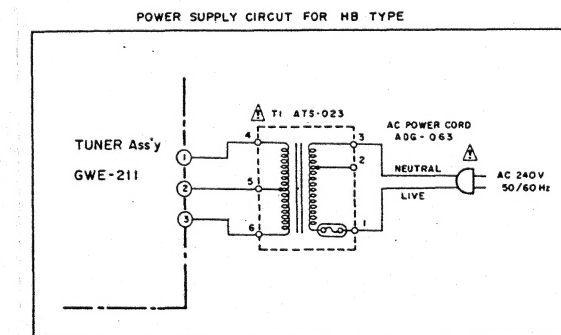 POWER SUPPLY CIRCUT FOR HB TYPE
T1 ATS-023
AC POWER CORD
ADG-063
TUNER Ass'y
GWE-211
1
2
3
4
5
6
3
2
1
NEUTRAL
LIVE
AC 240V
50/60Hz